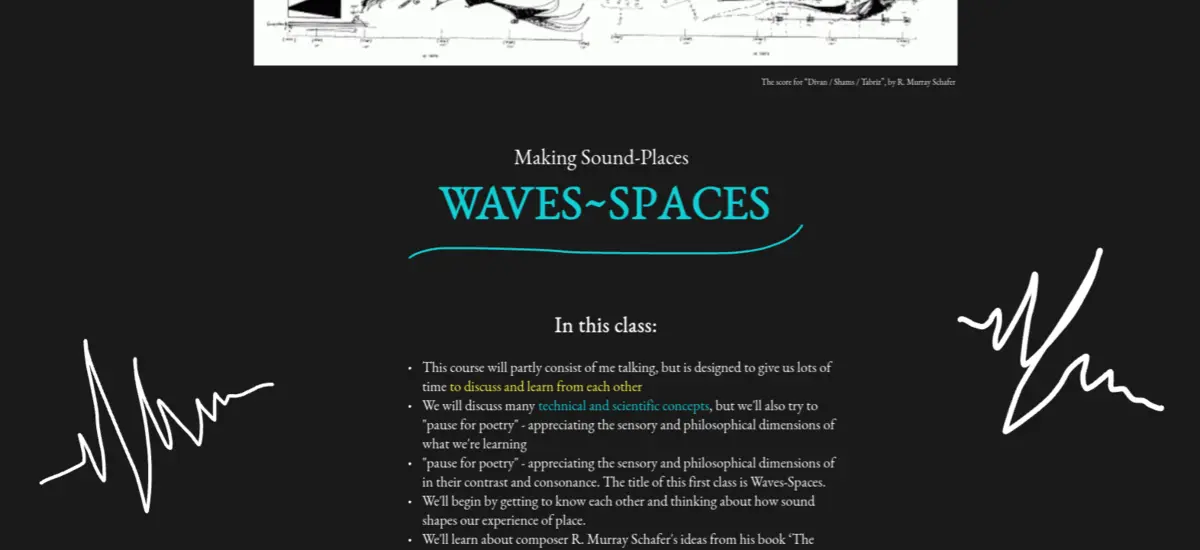 The score for "Divan / Shams / Tabriz", by R. Murray Schafer
Making Sound-Places
WAVES~SPACES
In this class:
• This course will partly consist of me talking, but is designed to give us lots of
time to discuss and learn from each other
• We will discuss many technical and scientific concepts, but we'll also try to
"pause for poetry" - appreciating the sensory and philosophical dimensions of
what we're learning
• "pause for poetry" - appreciating the sensory and philosophical dimensions of
in their contrast and consonance. The title of this first class is Waves-Spaces.
• We'll begin by getting to know each other and thinking about how sound
shapes our experience of place.
• We'll learn about composer R. Murray Schafer's ideas from his book ‘The